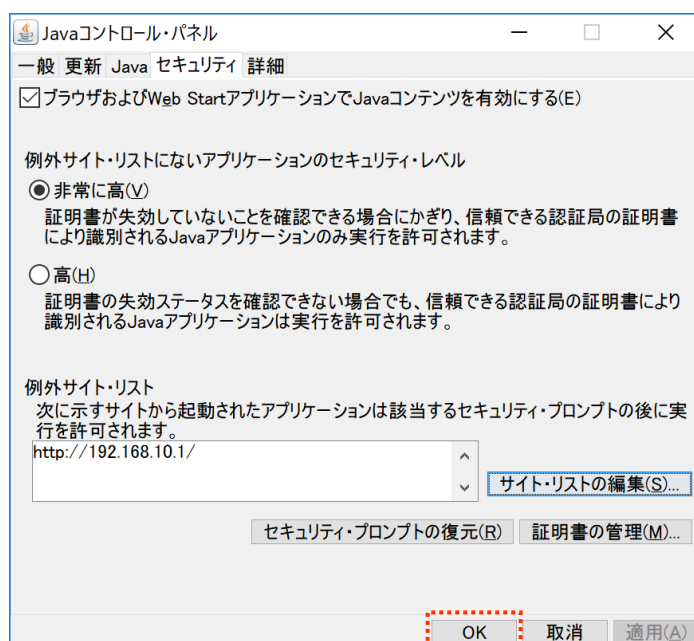 Javaコントロール・パネル
一般 更新 Java セキュリティ 詳細
ブラウザおよびWeb StartアプリケーションでJavaコンテンツを有効にする(E)
例外サイト・リストにないアプリケーションのセキュリティ・レベル
非常に高(V)
証明書が失効していないことを確認できる場合にかぎり、信頼できる認証局の証明書
により識別されるJavaアプリケーションのみ実行を許可されます。
高(H)
証明書の失効ステータスを確認できない場合でも、信頼できる認証局の証明書により
識別されるJavaアプリケーションは実行を許可されます。
例外サイト・リスト
次に示すサイトから起動されたアプリケーションは該当するセキュリティ・プロンプトの後に実
行を許可されます。
http://192.168.10.1/
サイト・リストの編集(S)...
セキュリティ・プロンプトの復元(R) 証明書の管理(M)...
OK 取消 適用(A)